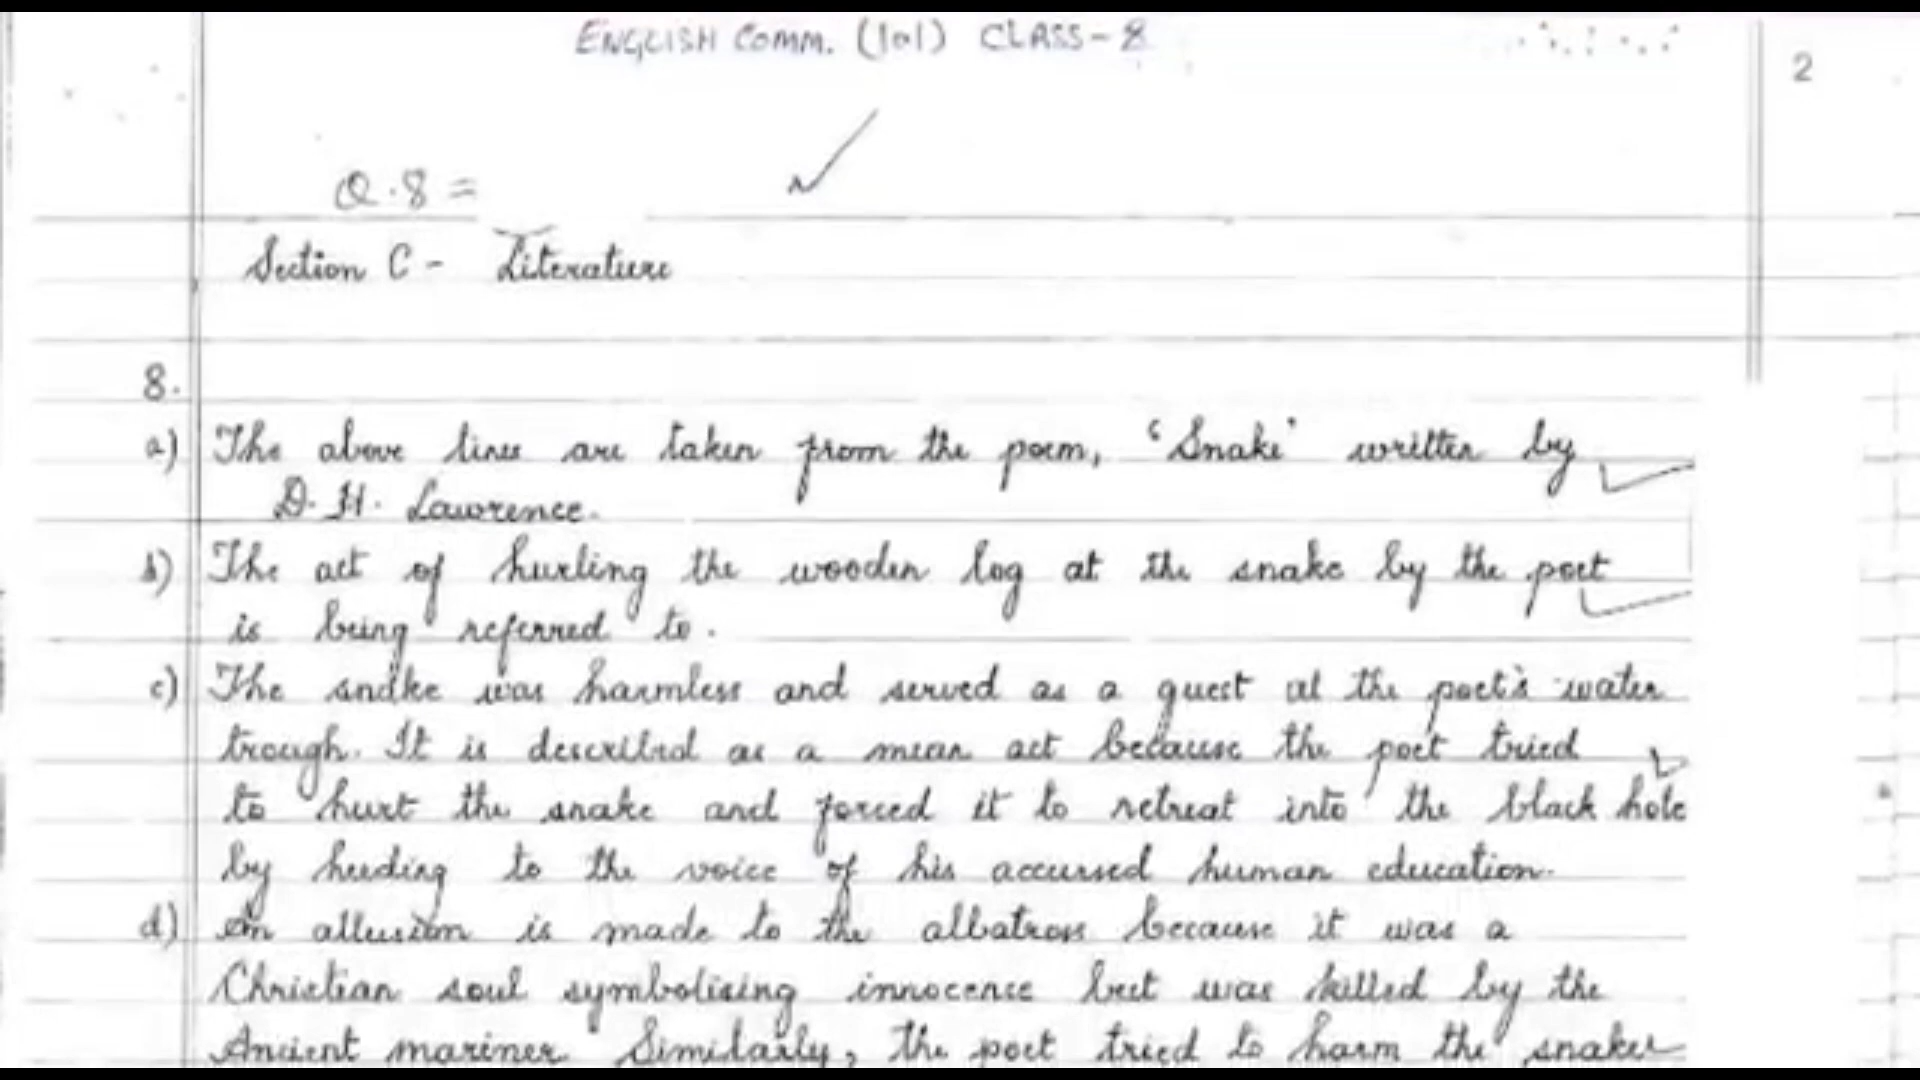 ENGLISH COMM. (101) CLASS-8
2
Q.8 =
Section C - Literature
8.
a) The above lines are taken from the poem, 'Snake' written by
D. H. Lawrence.
b) The act of hurling the wooden log at the snake by the poet
is being referred to.
c) The snake was harmless and served as a guest at the poet's water
trough. It is described as a mean act because the poet tried
to hurt the snake and forced it to retreat into the black hole
by heeding to the voice of his accursed human education.
d) An allusion is made to the albatross because it was a
Christian soul symbolising innocence but was killed by the
Ancient mariner. Similarly, the poet tried to harm the snake